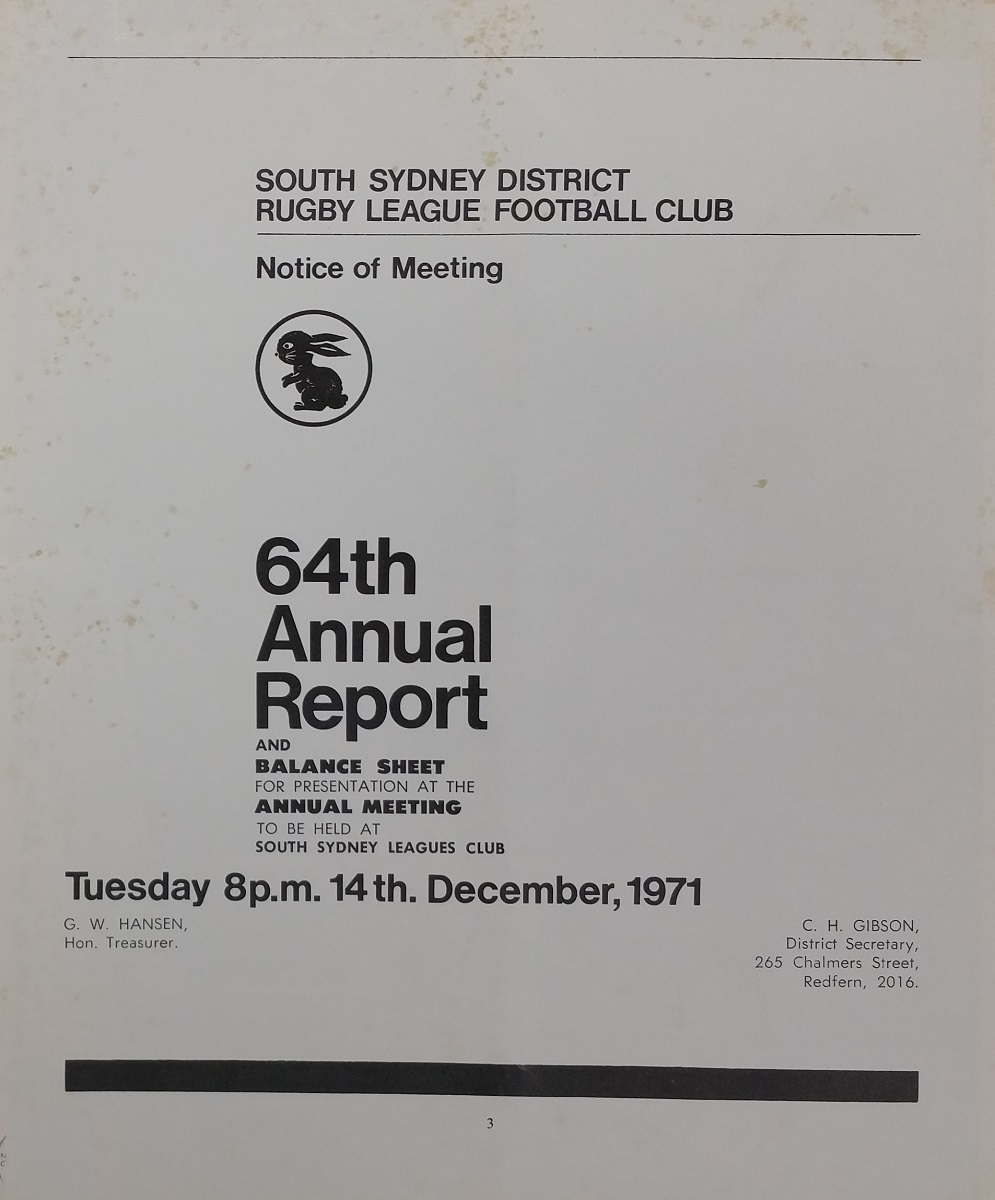 SOUTH SYDNEY DISTRICT
RUGBY LEAGUE FOOTBALL CLUB
Notice of Meeting
64th
Annual
Report
AND
BALANCE SHEET
FOR PRESENTATION AT THE
ANNUAL MEETING
TO BE HELD AT
SOUTH SYDNEY LEAGUES CLUB
Tuesday 8p.m. 14th. December, 1971
G. W. HANSEN,
Hon. Treasurer.
C. H. GIBSON,
District Secretary,
265 Chalmers Street,
Redfern, 2016.
3